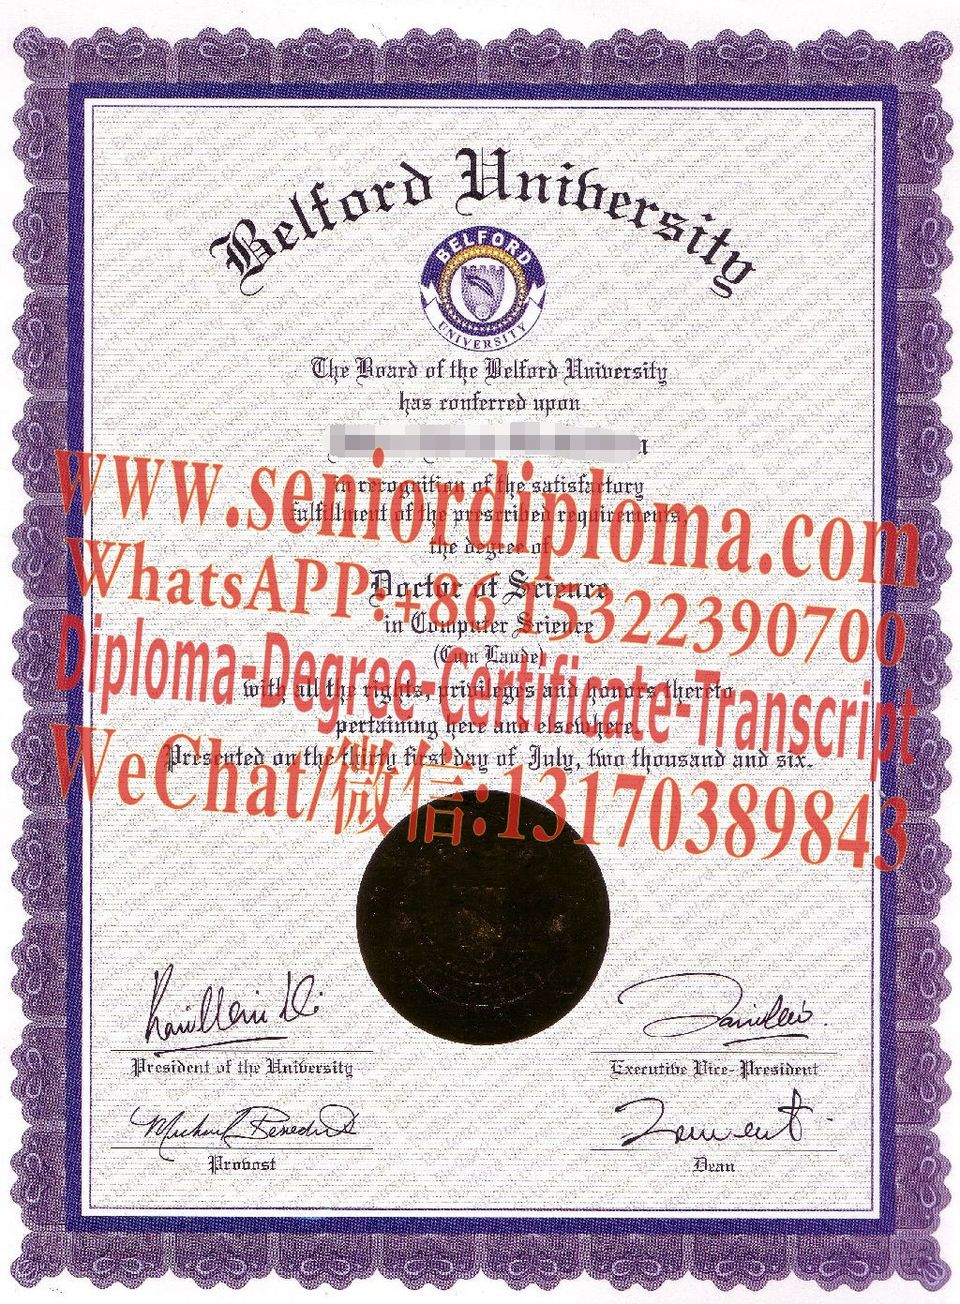 Belford University
BELFORD
UNIVERSITY
The Board of the Belford University
has conferred upon
www.seniordiploma.com
in recognition of the satisfactory
fulfillment of the prescribed requirements,
the degree of
WhatsAPP:+86 15322390700
Doctor of Science
in Computer Science
(Cum Laude)
Diploma-Degree-Certificate-Transcript
with all the rights, privileges and honors thereto
pertaining here and elsewhere.
WeChat/微信:13170389843
Presented on the thirty first day of July, two thousand and six.
President of the University
Executive Vice- President
Provost
Dean